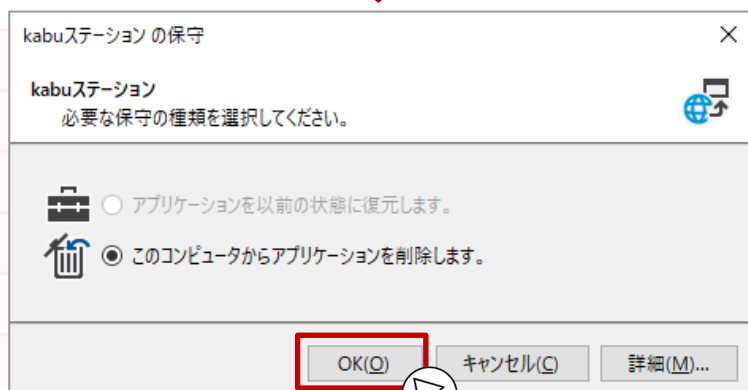 kabuステーション の保守
kabuステーション
必要な保守の種類を選択してください。
アプリケーションを以前の状態に復元します。
このコンピュータからアプリケーションを削除します。
OK(O)
キャンセル(C)
詳細(M)...